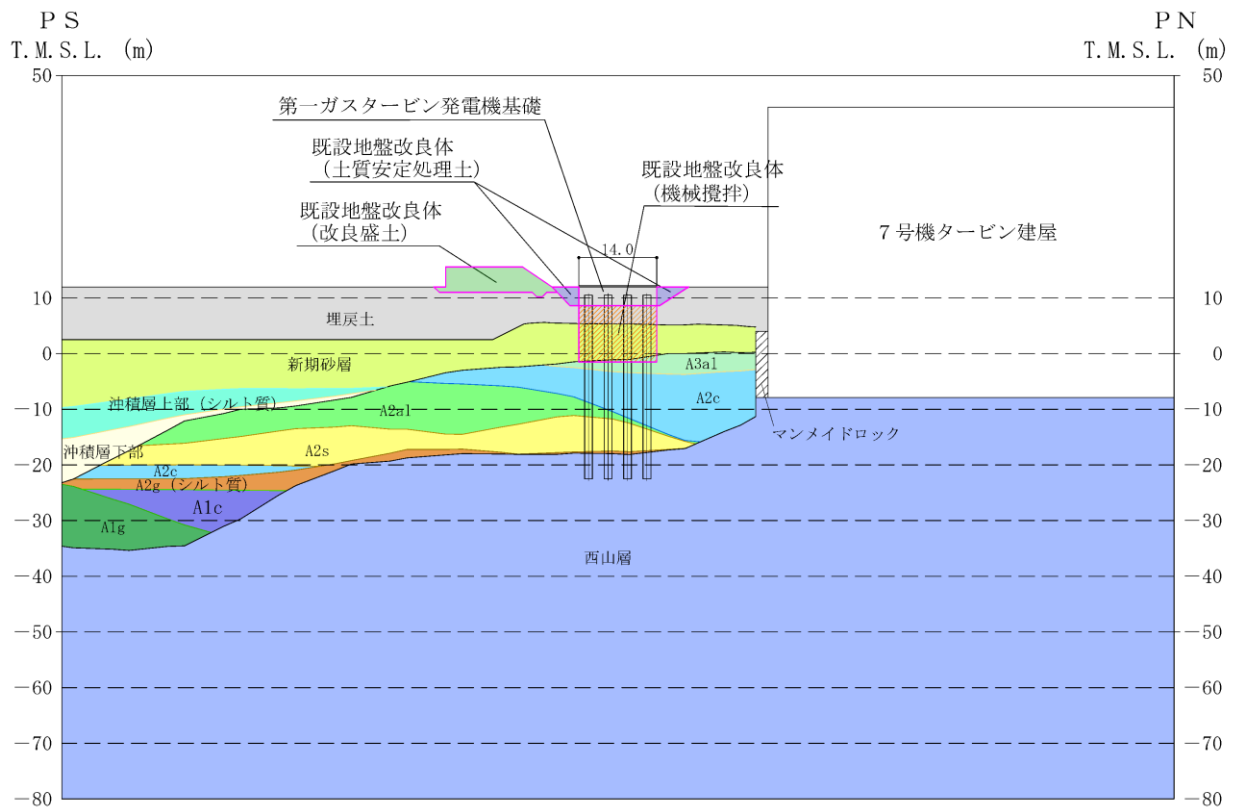 PS
T.M.S.L. (m)
PN
T.M.S.L. (m)
50
50
第一ガスタービン発電機基礎
既設地盤改良体
(土質安定処理土)
既設地盤改良体
(機械攪拌)
既設地盤改良体
(改良盛土)
7号機タービン建屋
14.0
10
10
埋戻土
0
0
新期砂層
A3al
沖積層上部(シルト質)
A2al
A2c
-10
-10
マンメイドロック
沖積層下部
A2s
-20
-20
A2c
A2g(シルト質)
A1c
A1g
-30
-30
西山層
-40
-40
-50
-50
-60
-60
-70
-70
-80
-80